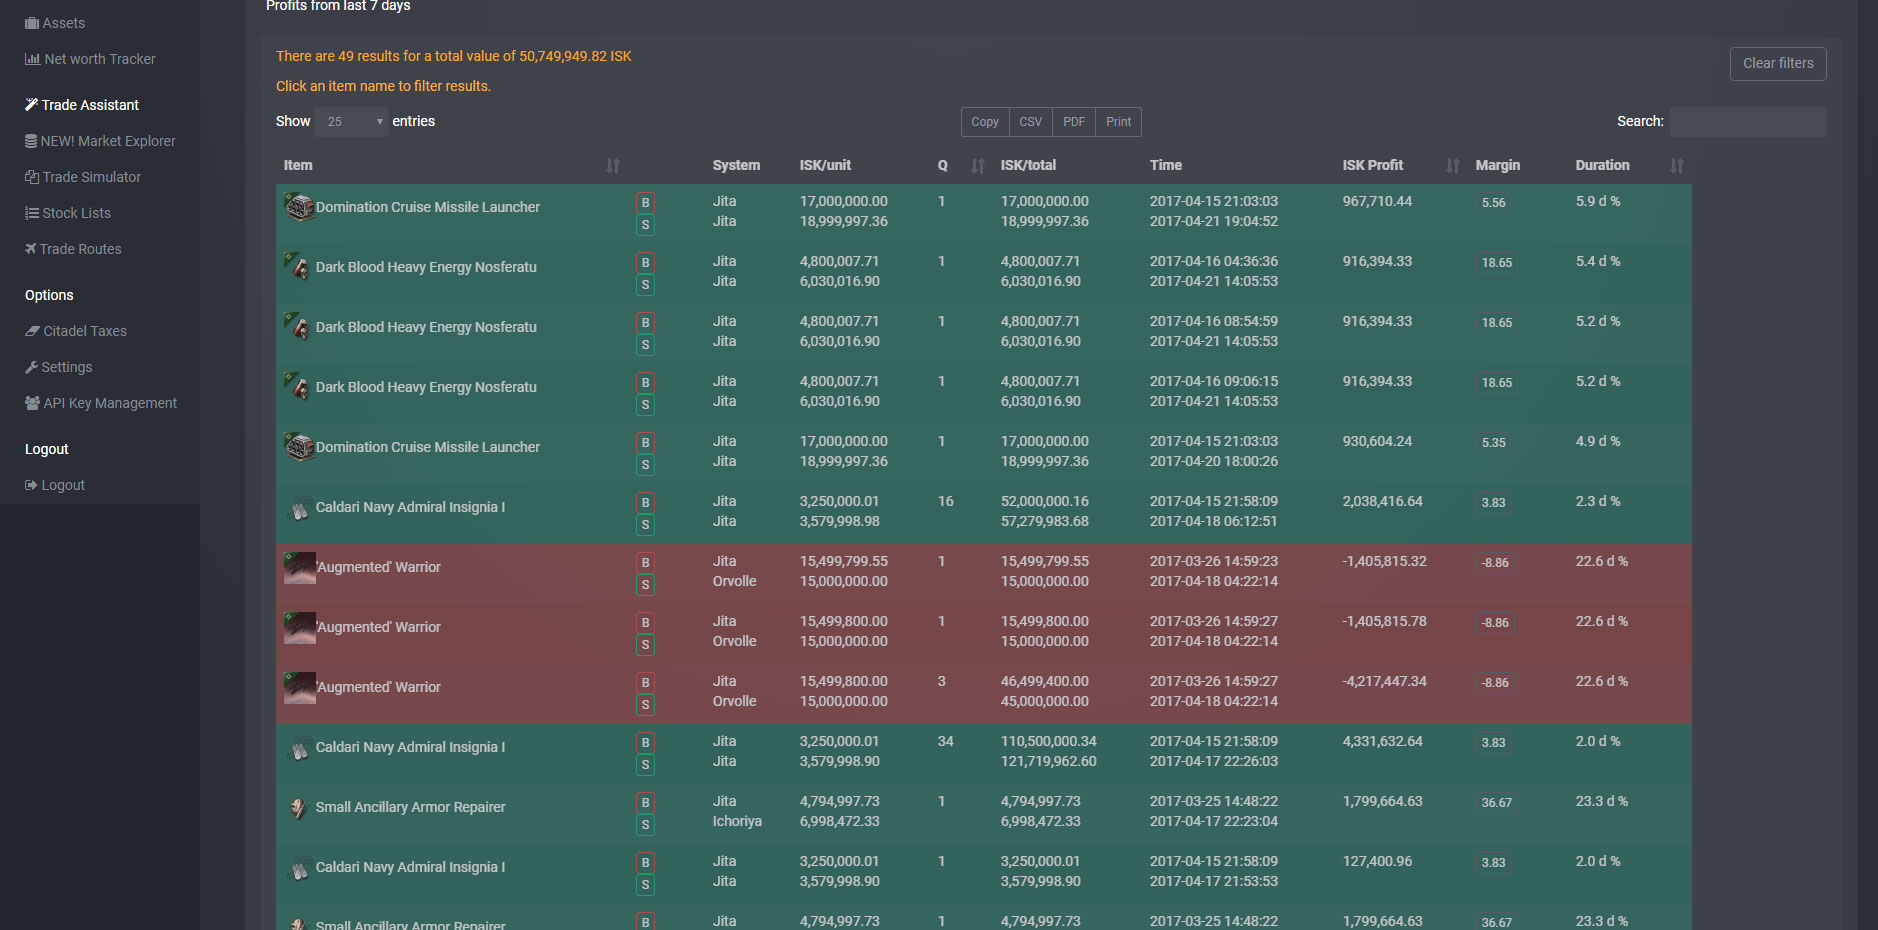 Profits from last 7 days
Assets
Net worth Tracker
Trade Assistant
NEW! Market Explorer
Trade Simulator
Stock Lists
Trade Routes
Options
Citadel Taxes
Settings
API Key Management
Logout
Logout
There are 49 results for a total value of 50,749,949.82 ISK
Clear filters
Click an item name to filter results.
Show 25 entries
Copy CSV PDF Print
Search:
Item System ISK/unit Q ISK/total Time ISK Profit Margin Duration
Domination Cruise Missile Launcher B Jita 17,000,000.00 1 17,000,000.00 2017-04-15 21:03:03 967,710.44 5.56 5.9 d %
S Jita 18,999,997.36 18,999,997.36 2017-04-21 19:04:52
Dark Blood Heavy Energy Nosferatu B Jita 4,800,007.71 1 4,800,007.71 2017-04-16 04:36:36 916,394.33 18.65 5.4 d %
S Jita 6,030,016.90 6,030,016.90 2017-04-21 14:05:53
Dark Blood Heavy Energy Nosferatu B Jita 4,800,007.71 1 4,800,007.71 2017-04-16 08:54:59 916,394.33 18.65 5.2 d %
S Jita 6,030,016.90 6,030,016.90 2017-04-21 14:05:53
Dark Blood Heavy Energy Nosferatu B Jita 4,800,007.71 1 4,800,007.71 2017-04-16 09:06:15 916,394.33 18.65 5.2 d %
S Jita 6,030,016.90 6,030,016.90 2017-04-21 14:05:53
Domination Cruise Missile Launcher B Jita 17,000,000.00 1 17,000,000.00 2017-04-15 21:03:03 930,604.24 5.35 4.9 d %
S Jita 18,999,997.36 18,999,997.36 2017-04-20 18:00:26
Caldari Navy Admiral Insignia I B Jita 3,250,000.01 16 52,000,000.16 2017-04-15 21:58:09 2,038,416.64 3.83 2.3 d %
S Jita 3,579,998.98 57,279,983.68 2017-04-18 06:12:51
'Augmented' Warrior B Jita 15,499,799.55 1 15,499,799.55 2017-03-26 14:59:23 -1,405,815.32 -8.86 22.6 d %
S Orvolle 15,000,000.00 15,000,000.00 2017-04-18 04:22:14
'Augmented' Warrior B Jita 15,499,800.00 1 15,499,800.00 2017-03-26 14:59:27 -1,405,815.78 -8.86 22.6 d %
S Orvolle 15,000,000.00 15,000,000.00 2017-04-18 04:22:14
'Augmented' Warrior B Jita 15,499,800.00 3 46,499,400.00 2017-03-26 14:59:27 -4,217,447.34 -8.86 22.6 d %
S Orvolle 15,000,000.00 45,000,000.00 2017-04-18 04:22:14
Caldari Navy Admiral Insignia I B Jita 3,250,000.01 34 110,500,000.34 2017-04-15 21:58:09 4,331,632.64 3.83 2.0 d %
S Jita 3,579,998.90 121,719,962.60 2017-04-17 22:26:03
Small Ancillary Armor Repairer B Jita 4,794,997.73 1 4,794,997.73 2017-03-25 14:48:22 1,799,664.63 36.67 23.3 d %
S Ichoriya 6,998,472.33 6,998,472.33 2017-04-17 22:23:04
Caldari Navy Admiral Insignia I B Jita 3,250,000.01 1 3,250,000.01 2017-04-15 21:58:09 127,400.96 3.83 2.0 d %
S Jita 3,579,998.90 3,579,998.90 2017-04-17 21:53:53
Small Ancillary Armor Repairer B Jita 4,794,997.73 1 4,794,997.73 2017-03-25 14:48:22 1,799,664.63 36.67 23.3 d %